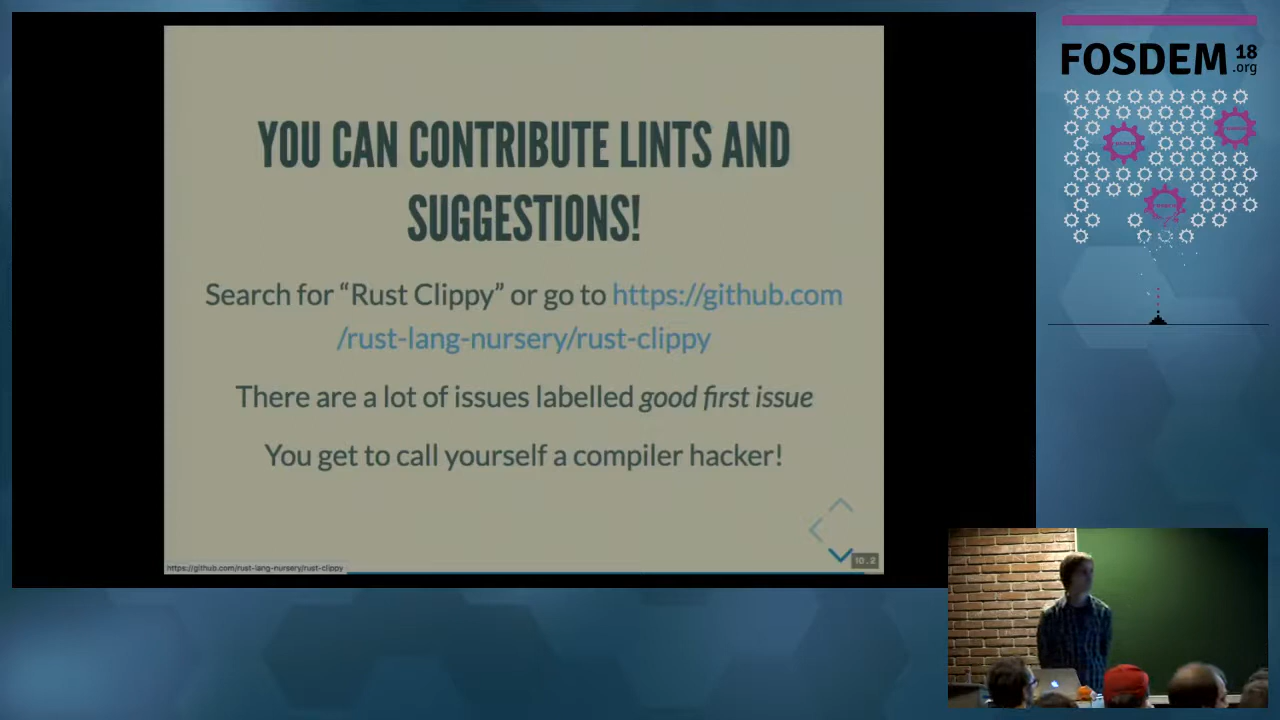 YOU CAN CONTRIBUTE LINTS AND
SUGGESTIONS!
Search for “Rust Clippy” or go to https://github.com
/rust-lang-nursery/rust-clippy
There are a lot of issues labelled good first issue
You get to call yourself a compiler hacker!
10.2
https://github.com/rust-lang-nursery/rust-clippy
FOSDEM 18
.org